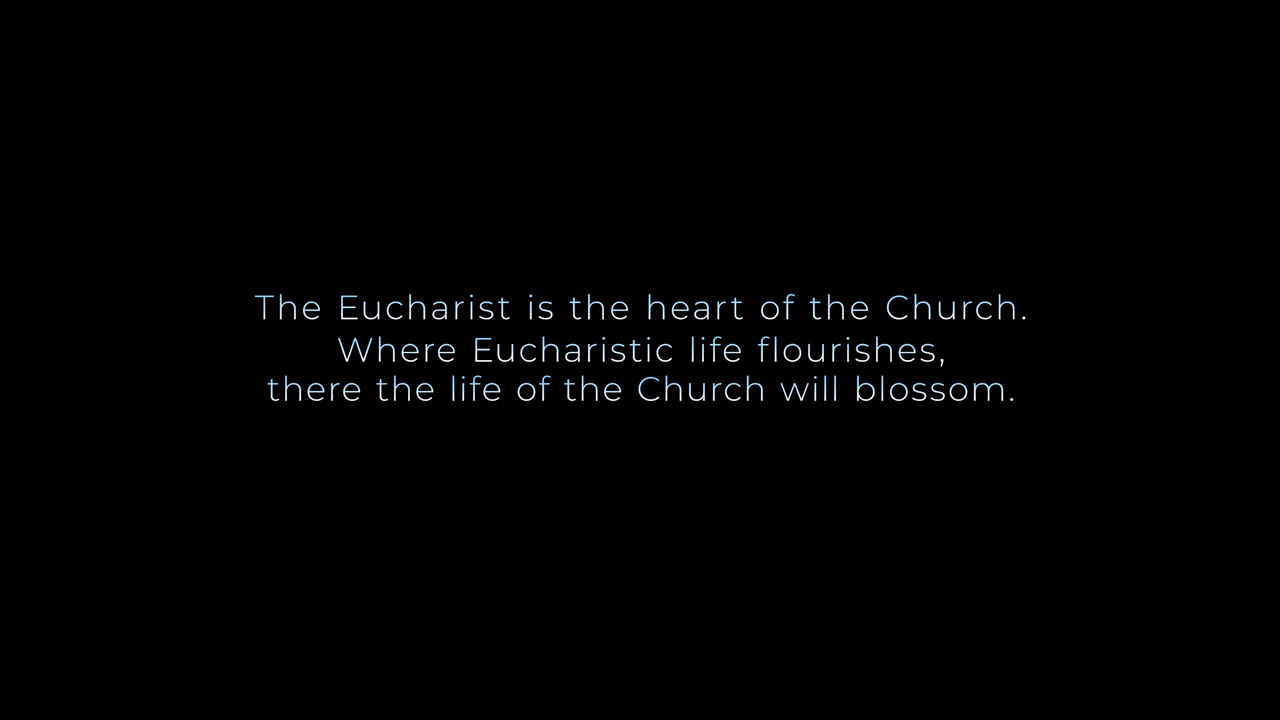 The Eucharist is the heart of the Church.
Where Eucharistic life flourishes,
there the life of the Church will blossom.